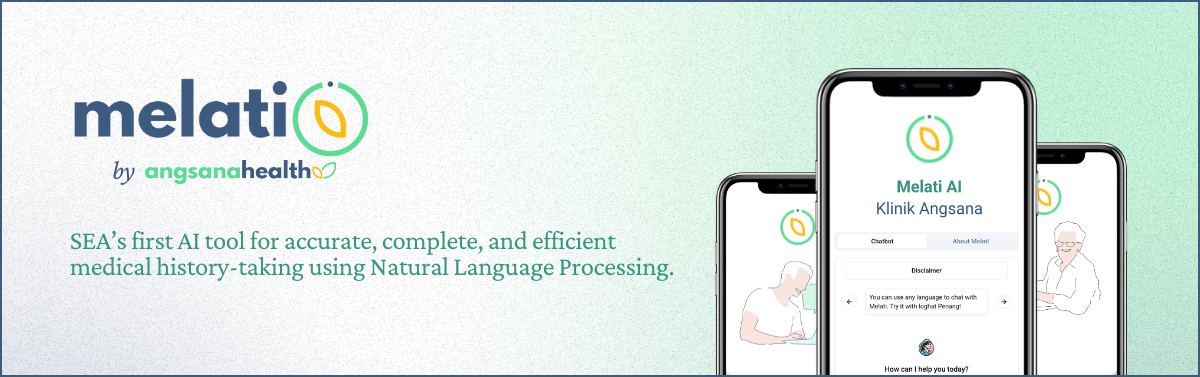 melati
by angsanahealth
SEA’s first AI tool for accurate, complete, and efficient
medical history-taking using Natural Language Processing.
Melati AI
Klinik Angsana
Chatbot
About Melati
Disclaimer
You can use any language to chat with
Melati. Try it with loghat Penang!
How can I help you today?